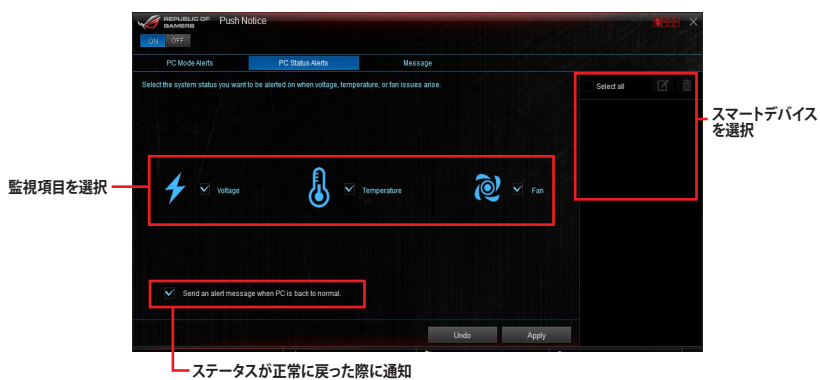 REPUBLIC OF
GAMERS
Push Notice
ON OFF
PC Mode Alerts PC Status Alerts Message
Select the system status you want to be alerted on when voltage, temperature, or fan issues arise.
Select all
スマートデバイス
を選択
監視項目を選択
Voltage Temperature Fan
Send an alert message when PC is back to normal.
Undo Apply
ステータスが正常に戻った際に通知